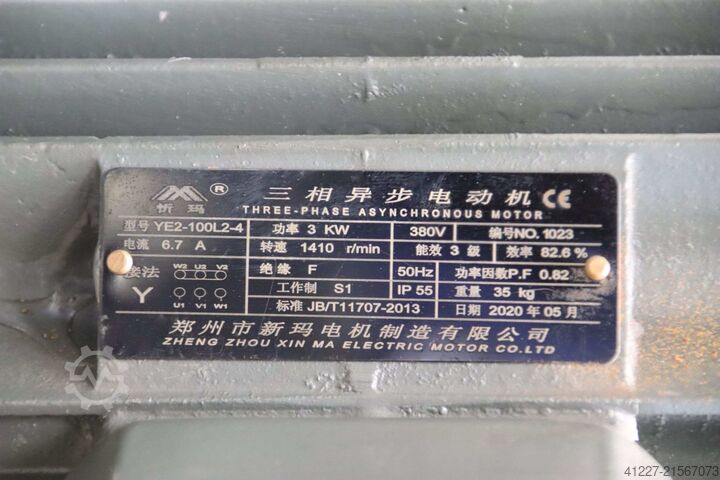 三相异步电动机 CE
忻玛 ®
THREE-PHASE ASYNCHRONOUS MOTOR
型号 YE2-100L2-4 功率 3 KW 380V 编号NO. 1023
电流 6.7 A 转速 1410 r/min 能效 3 级 效率 82.6 %
接法 W2 U2 V2 绝缘 F 50Hz 功率因数P.F 0.82
Y 工作制 S1 IP 55 重量 35 kg
U1 V1 W1 标准 JB/T11707-2013 日期 2020 年 05 月
郑州市新玛电机制造有限公司
ZHENG ZHOU XIN MA ELECTRIC MOTOR CO.LTD
41227-21567073